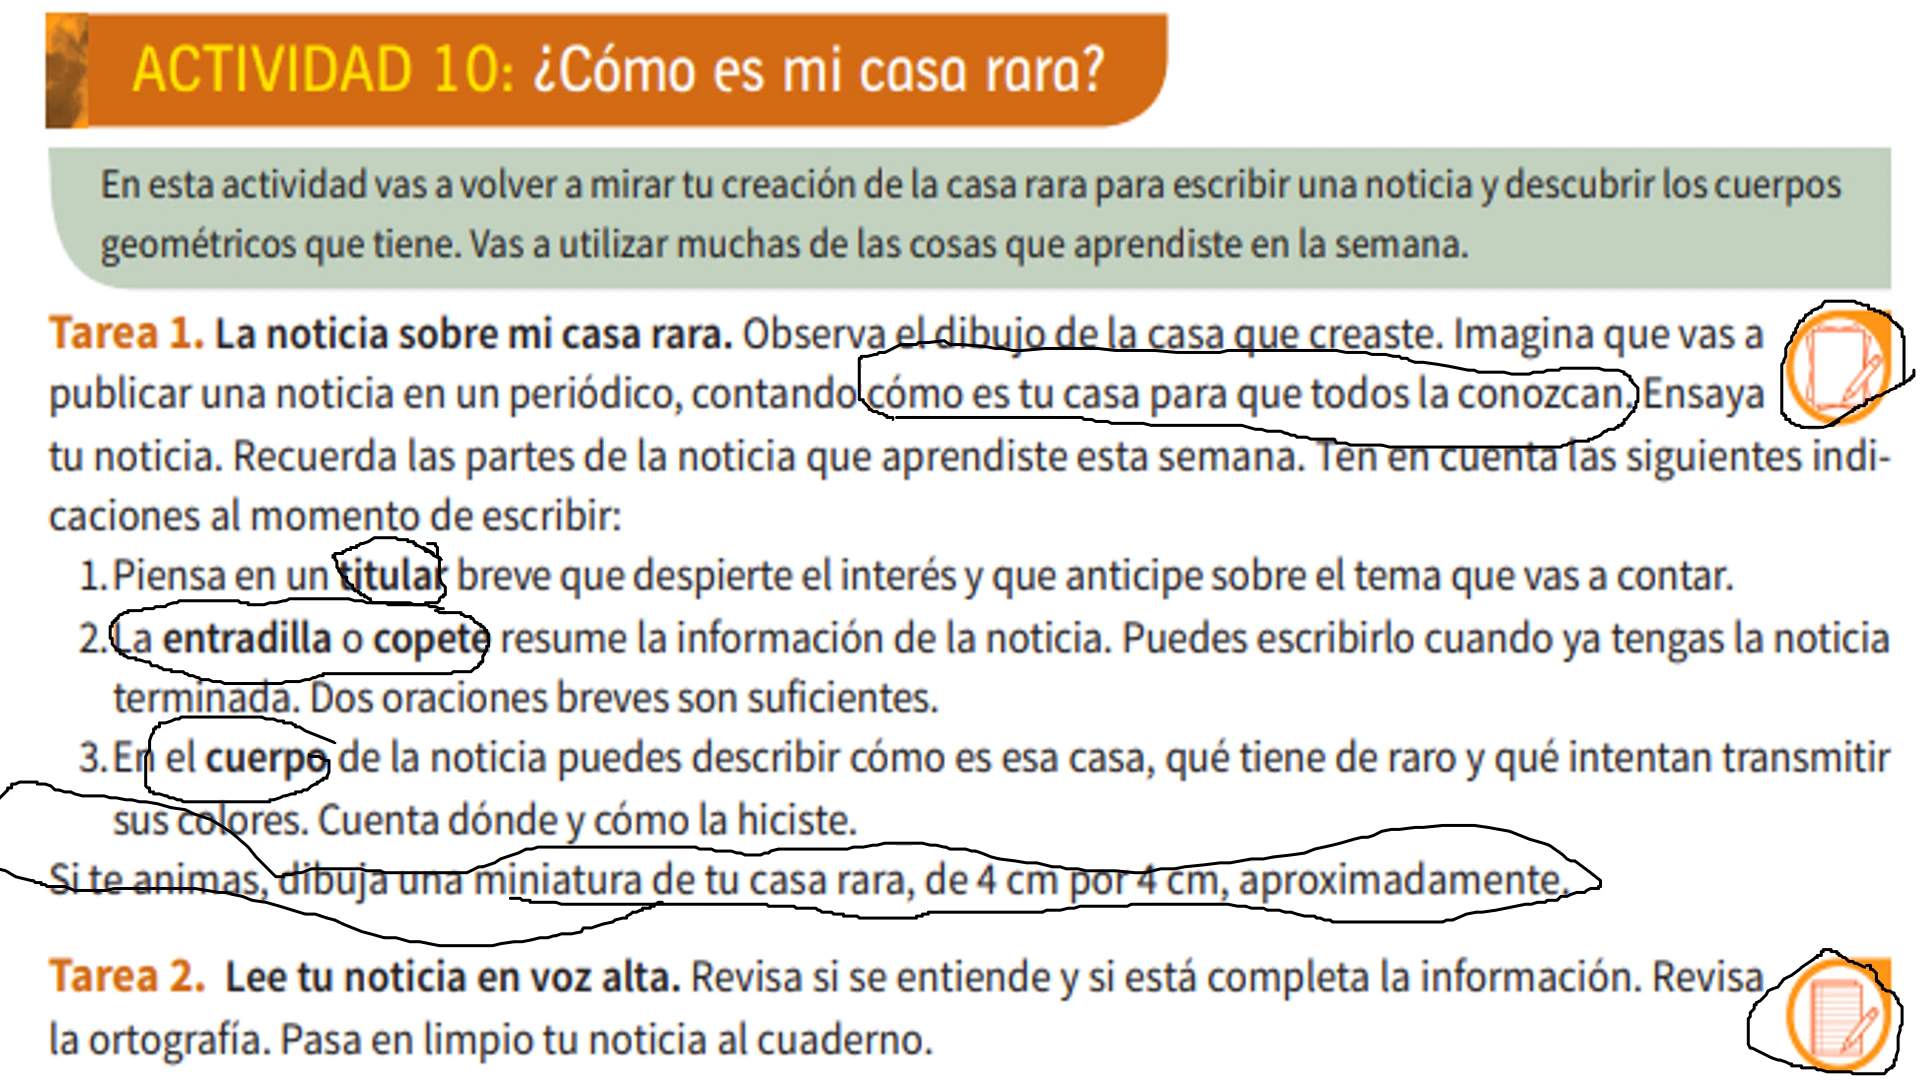 ACTIVIDAD 10: ¿Cómo es mi casa rara?
En esta actividad vas a volver a mirar tu creación de la casa rara para escribir una noticia y descubrir los cuerpos
geométricos que tiene. Vas a utilizar muchas de las cosas que aprendiste en la semana.
Tarea 1. La noticia sobre mi casa rara. Observa el dibujo de la casa que creaste. Imagina que vas a
publicar una noticia en un periódico, contando cómo es tu casa para que todos la conozcan. Ensaya
tu noticia. Recuerda las partes de la noticia que aprendiste esta semana. Ten en cuenta las siguientes indi-
caciones al momento de escribir:
1. Piensa en un titular breve que despierte el interés y que anticipe sobre el tema que vas a contar.
2. La entradilla o copete resume la información de la noticia. Puedes escribirlo cuando ya tengas la noticia
terminada. Dos oraciones breves son suficientes.
3. En el cuerpo de la noticia puedes describir cómo es esa casa, qué tiene de raro y qué intentan transmitir
sus colores. Cuenta dónde y cómo la hiciste.
Si te animas, dibuja una miniatura de tu casa rara, de 4 cm por 4 cm, aproximadamente.
Tarea 2. Lee tu noticia en voz alta. Revisa si se entiende y si está completa la información. Revisa
la ortografía. Pasa en limpio tu noticia al cuaderno.